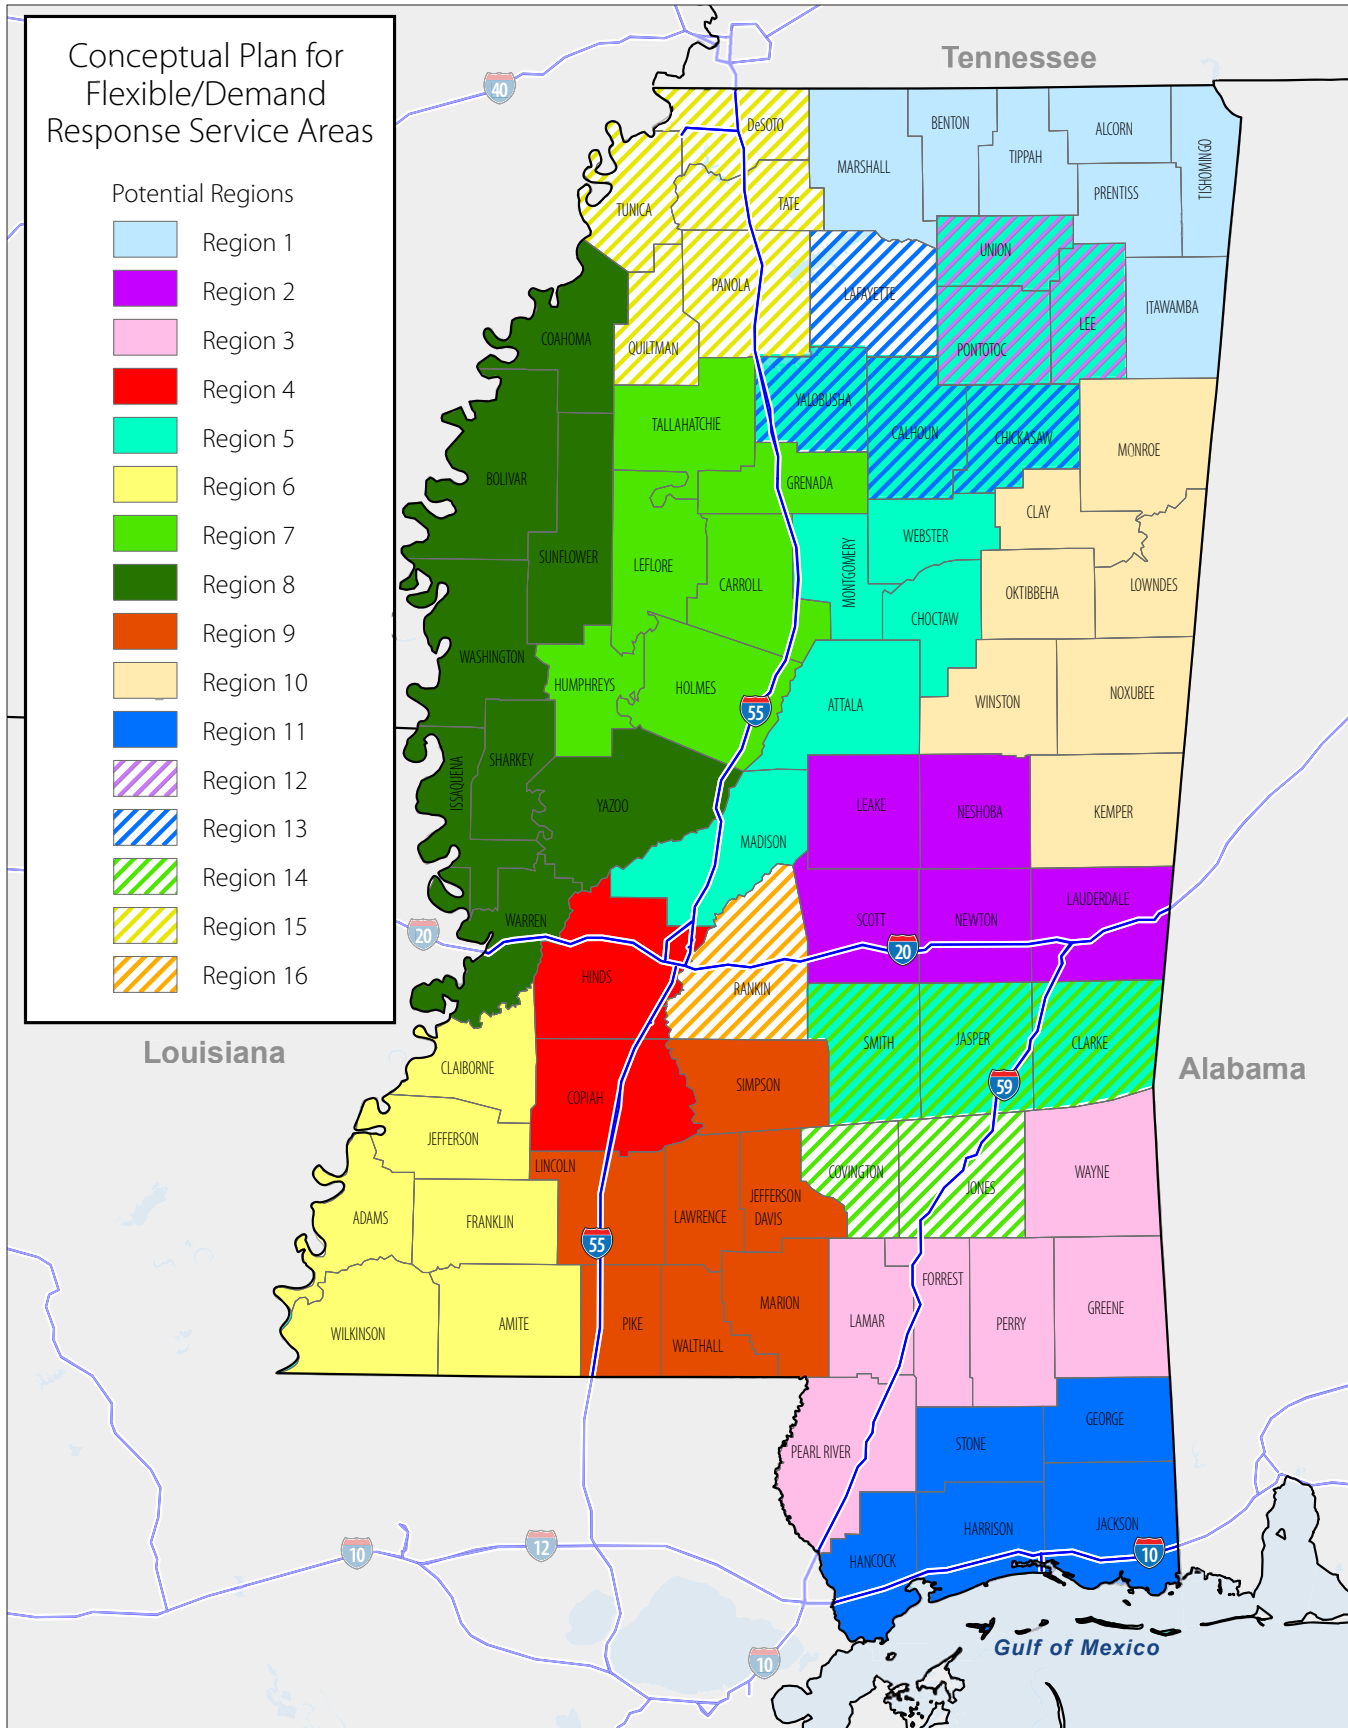 Conceptual Plan for
Flexible/Demand
Response Service Areas
Potential Regions
Region 1
Region 2
Region 3
Region 4
Region 5
Region 6
Region 7
Region 8
Region 9
Region 10
Region 11
Region 12
Region 13
Region 14
Region 15
Region 16
Tennessee
40
DeSOTO
BENTON
ALCORN
MARSHALL
TIPPAH
TISHOMINGO
PRENTISS
TUNICA
TATE
UNION
PANOLA
LAFAYETTE
ITAWAMBA
LEE
COAHOMA
QUILTMAN
PONTOTOC
YALOBUSHA
TALLAHATCHIE
CALHOUN
CHICKASAW
MONROE
BOLIVAR
GRENADA
CLAY
SUNFLOWER
LEFLORE
CARROLL
MONTGOMERY
WEBSTER
OKTIBBEHA
LOWNDES
CHOCTAW
WASHINGTON
HUMPHREYS
HOLMES
55
ATTALA
WINSTON
NOXUBEE
SHARKEY
ISSAQUENA
YAZOO
LEAKE
NESHOBA
KEMPER
MADISON
WARREN
20
SCOTT
NEWTON
LAUDERDALE
20
HINDS
RANKIN
Louisiana
CLAIBORNE
SMITH
JASPER
CLARKE
Alabama
COPIAH
SIMPSON
59
JEFFERSON
LINCOLN
COVINGTON
JONES
WAYNE
ADAMS
FRANKLIN
LAWRENCE
JEFFERSON
DAVIS
55
FORREST
WILKINSON
AMITE
PIKE
WALTHALL
MARION
LAMAR
PERRY
GREENE
PEARL RIVER
STONE
GEORGE
HARRISON
JACKSON
HANCOCK
10
12
10
10
Gulf of Mexico